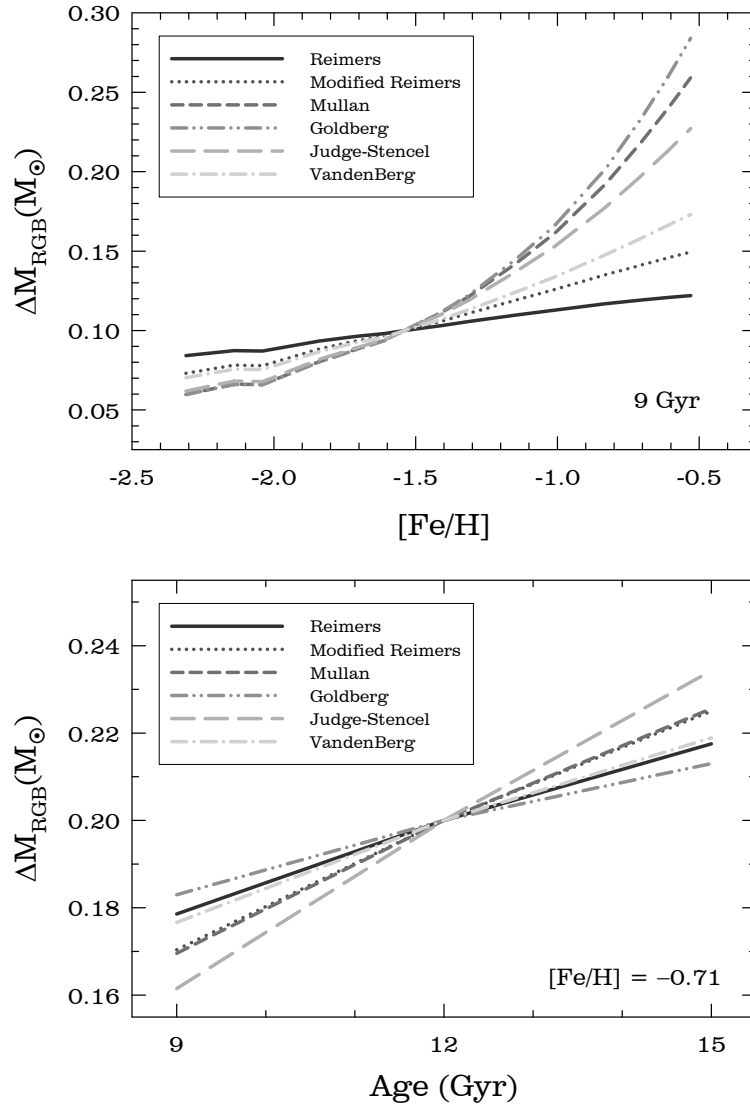 0.30
0.25
0.20
0.15
0.10
0.05
ΔM_RGB(M_⊙)
Reimers
Modified Reimers
Mullan
Goldberg
Judge-Stencel
VandenBerg
9 Gyr
-2.5 -2.0 -1.5 -1.0 -0.5
[Fe/H]
0.24
0.22
0.20
0.18
0.16
ΔM_RGB(M_⊙)
Reimers
Modified Reimers
Mullan
Goldberg
Judge-Stencel
VandenBerg
[Fe/H] = −0.71
9 12 15
Age (Gyr)